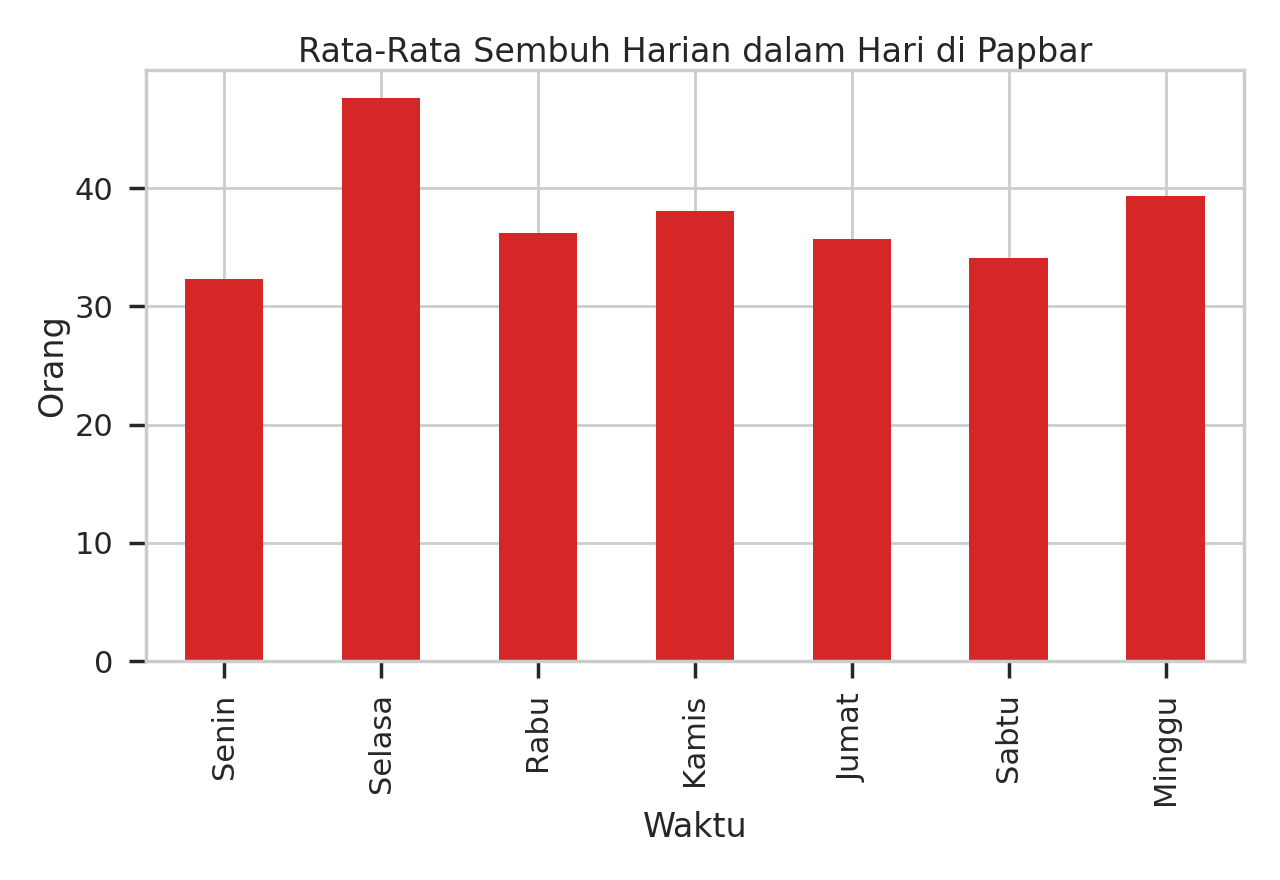 Rata-Rata Sembuh Harian dalam Hari di Papbar
Orang
40
30
20
10
0
Senin
Selasa
Rabu
Kamis
Jumat
Sabtu
Minggu
Waktu